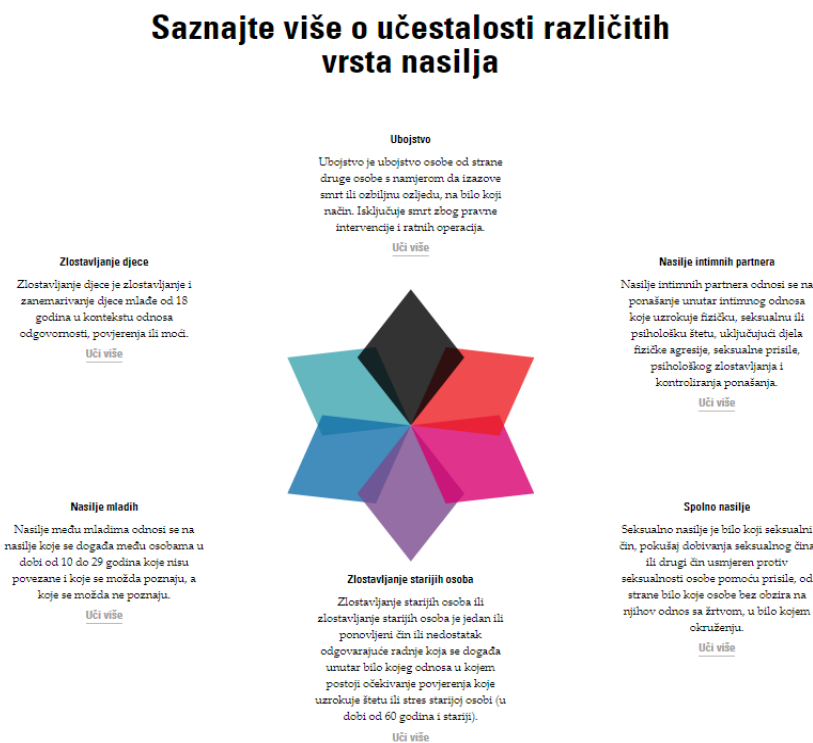 Saznajte više o učestalosti različitih
vrsta nasilja
Ubojstvo
Ubojstvo je ubojstvo osobe od strane
druge osobe s namjerom da izazove
smrt ili ozbiljnu ozljedu, na bilo koji
način. Isključuje smrt zbog pravne
intervencije i ratnih operacija.
Uči više
Zlostavljanje djece
Zlostavljanje djece je zlostavljanje i
zanemarivanje djece mlađe od 18
godina u kontekstu odnosa
odgovornosti, povjerenja ili moći.
Uči više
Nasilje intimnih partnera
Nasilje intimnih partnera odnosi se na
ponašanje unutar intimnog odnosa
koje uzrokuje fizičku, seksualnu ili
psihološku štetu, uključujući djela
fizičke agresije, seksualne prisile,
psihološkog zlostavljanja i
kontroliranja ponašanja.
Uči više
Nasilje mladih
Nasilje među mladima odnosi se na
nasilje koje se događa među osobama u
dobi od 10 do 29 godina koje nisu
povezane i koje se možda poznaju, a
koje se možda ne poznaju.
Uči više
Spolno nasilje
Seksualno nasilje je bilo koji seksualni
čin, pokušaj dobivanja seksualnog čina
ili drugi čin usmjeren protiv
seksualnosti osobe pomoću prisile, od
strane bilo koje osobe bez obzira na
njihov odnos sa žrtvom, u bilo kojem
okruženju.
Uči više
Zlostavljanje starijih osoba
Zlostavljanje starijih osoba ili
zlostavljanje starijih osoba je jedan ili
ponovljeni čin ili nedostatak
odgovarajuće radnje koja se događa
unutar bilo kojeg odnosa u kojem
postoji očekivanje povjerenja koje
uzrokuje štetu ili stres starijoj osobi (u
dobi od 60 godina i stariji).
Uči više